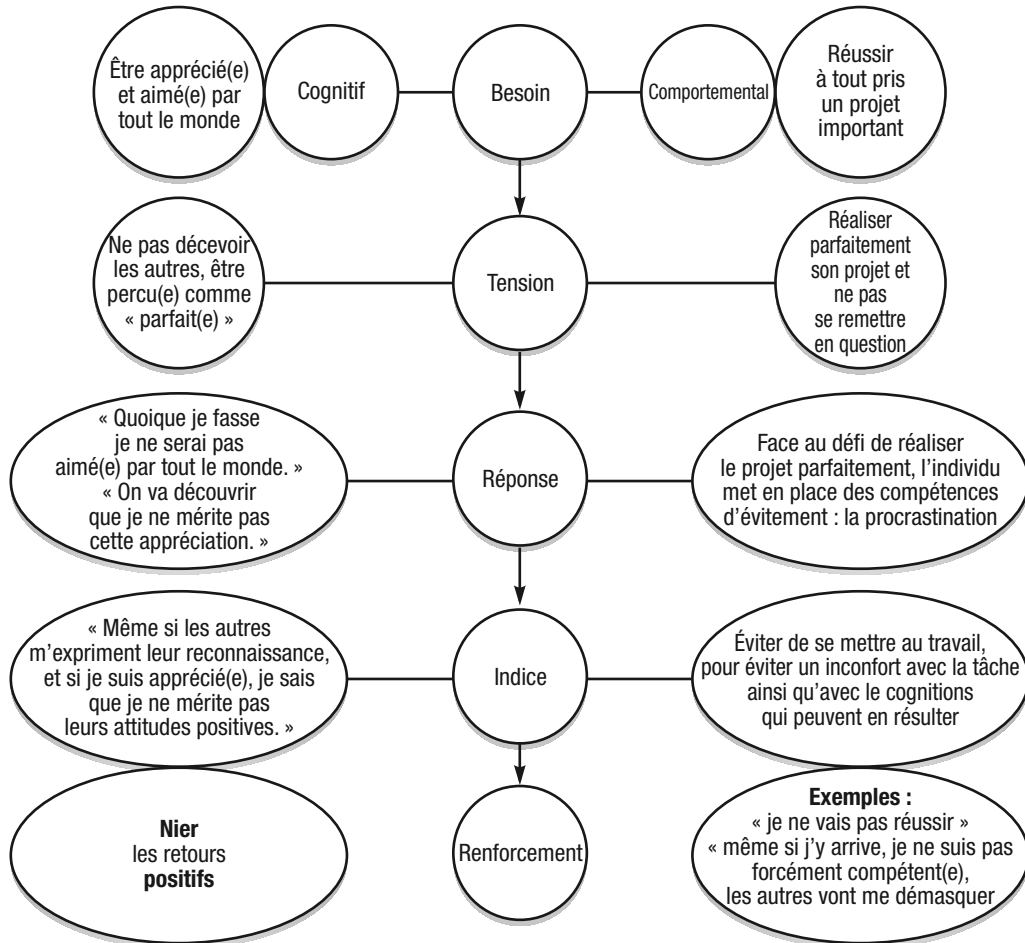 Être apprécié(e)
et aimé(e) par
tout le monde
Cognitif
Besoin
Comportemental
Réussir
à tout pris
un projet
important
Ne pas décevoir
les autres, être
perçu(e) comme
« parfait(e) »
Tension
Réaliser
parfaitement
son projet et
ne pas
se remettre
en question
« Quoique je fasse
je ne serai pas
aimé(e) par tout le monde. »
« On va découvrir
que je ne mérite pas
cette appréciation. »
Réponse
Face au défi de réaliser
le projet parfaitement, l'individu
met en place des compétences
d'évitement : la procrastination
« Même si les autres
m'expriment leur reconnaissance,
et si je suis apprécié(e), je sais
que je ne mérite pas
leurs attitudes positives. »
Indice
Éviter de se mettre au travail,
pour éviter un inconfort avec la tâche
ainsi qu'avec le cognitions
qui peuvent en résulter
Nier
les retours
positifs
Renforcement
Exemples :
« je ne vais pas réussir »
« même si j'y arrive, je ne suis pas
forcément compétent(e),
les autres vont me démasquer